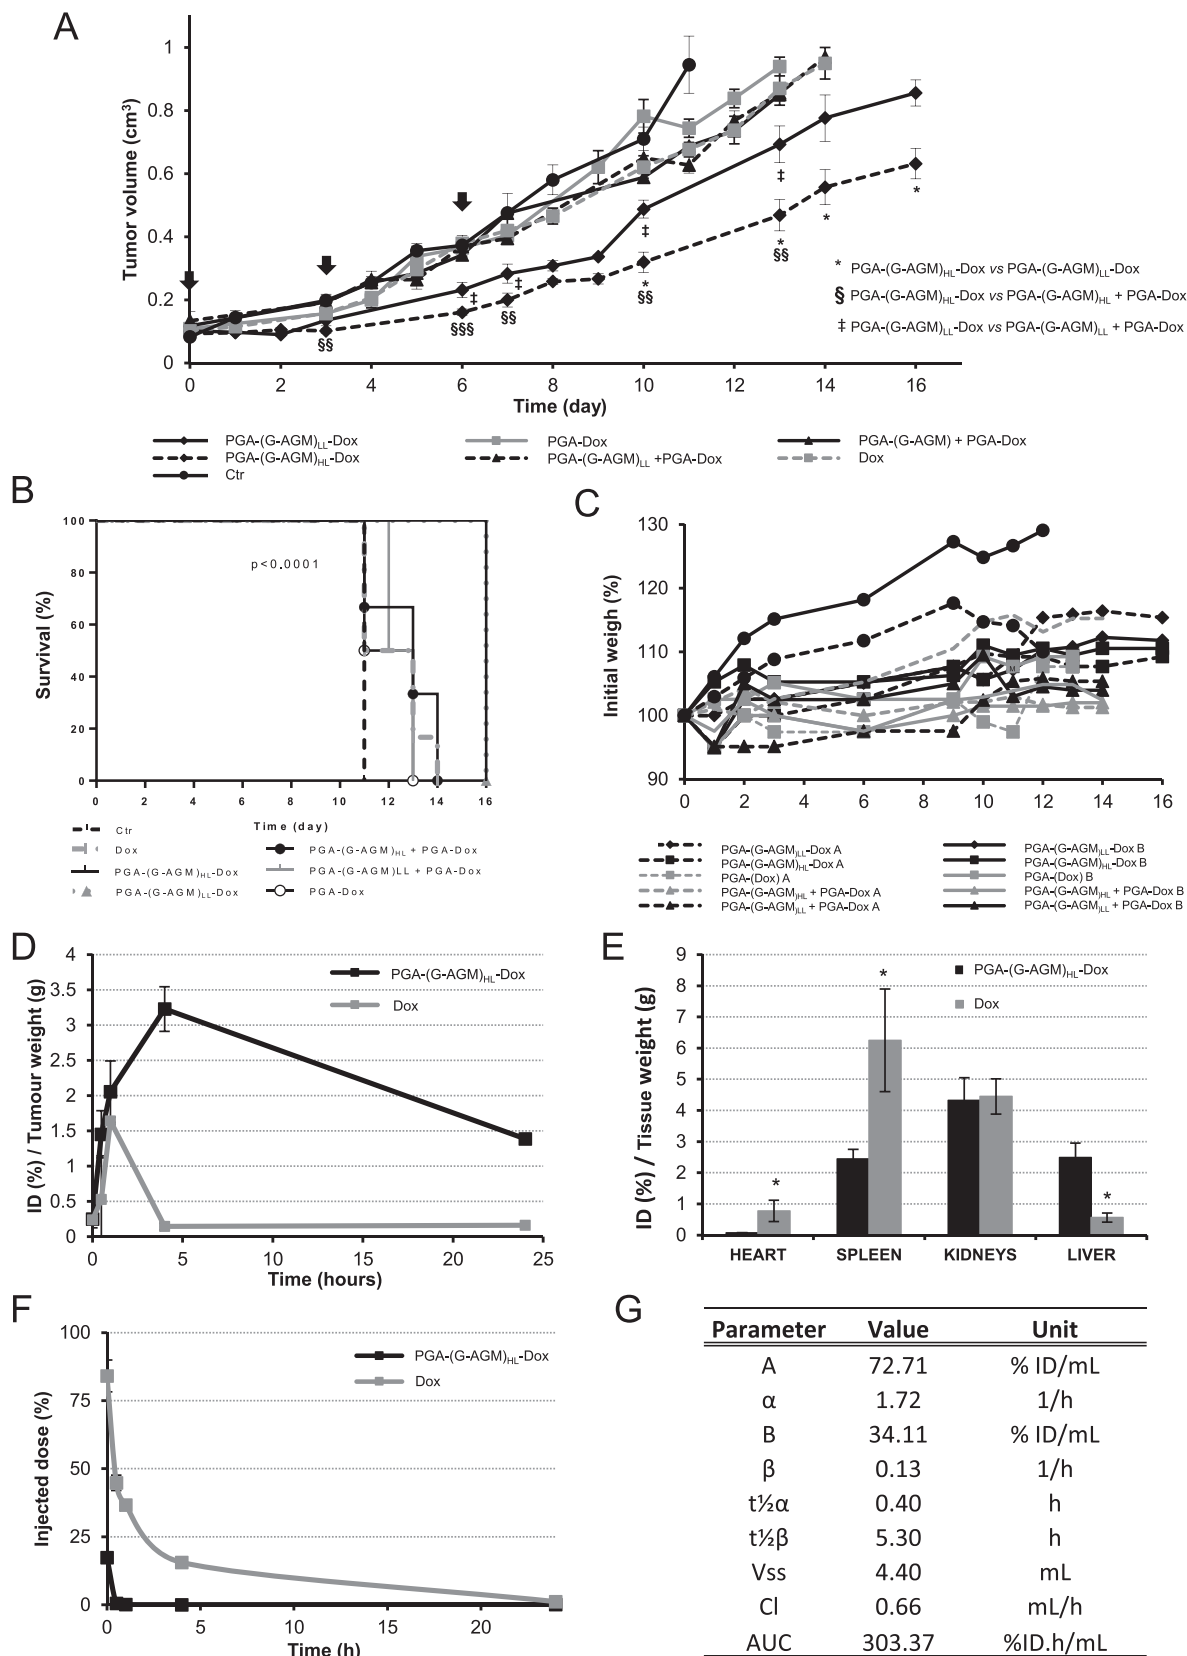 A
Tumor volume (cm³)
1
0.8
0.6
0.4
0.2
0
0 2 4 6 8 10 12 14 16
Time (day)
‡ ‡ ‡ ‡
§§ §§§ §§ * §§ * §§ * *
* PGA-(G-AGM)HL-Dox vs PGA-(G-AGM)LL-Dox
§ PGA-(G-AGM)HL-Dox vs PGA-(G-AGM)HL + PGA-Dox
‡ PGA-(G-AGM)LL-Dox vs PGA-(G-AGM)LL + PGA-Dox
PGA-(G-AGM)LL-Dox
PGA-(G-AGM)HL-Dox
Ctr
PGA-Dox
PGA-(G-AGM)LL +PGA-Dox
PGA-(G-AGM) + PGA-Dox
Dox
B
Survival (%)
100
80
60
40
20
0
p<0.0001
0 2 4 6 8 10 12 14 16
Time (day)
Ctr
Dox
PGA-(G-AGM)HL-Dox
PGA-(G-AGM)LL-Dox
PGA-(G-AGM)HL + PGA-Dox
PGA-(G-AGM)LL + PGA-Dox
PGA-Dox
C
Initial weigh (%)
130
120
110
100
90
M
0 2 4 6 8 10 12 14 16
PGA-(G-AGM)LL-Dox A
PGA-(G-AGM)HL-Dox A
PGA-(Dox) A
PGA-(G-AGM)HL + PGA-Dox A
PGA-(G-AGM)LL + PGA-Dox A
PGA-(G-AGM)LL-Dox B
PGA-(G-AGM)HL-Dox B
PGA-(Dox) B
PGA-(G-AGM)HL + PGA-Dox B
PGA-(G-AGM)LL + PGA-Dox B
D
ID (%) / Tumour weight (g)
4
3.5
3
2.5
2
1.5
1
0.5
0
0 5 10 15 20 25
Time (hours)
PGA-(G-AGM)HL-Dox
Dox
E
ID (%) / Tissue weight (g)
9
8
7
6
5
4
3
2
1
0
* * *
HEART SPLEEN KIDNEYS LIVER
PGA-(G-AGM)HL-Dox
Dox
F
Injected dose (%)
100
75
50
25
0
0 5 10 15 20
Time (h)
PGA-(G-AGM)HL-Dox
Dox
G
Parameter Value Unit
A 72.71 % ID/mL
α 1.72 1/h
B 34.11 % ID/mL
β 0.13 1/h
t½α 0.40 h
t½β 5.30 h
Vss 4.40 mL
Cl 0.66 mL/h
AUC 303.37 %ID.h/mL